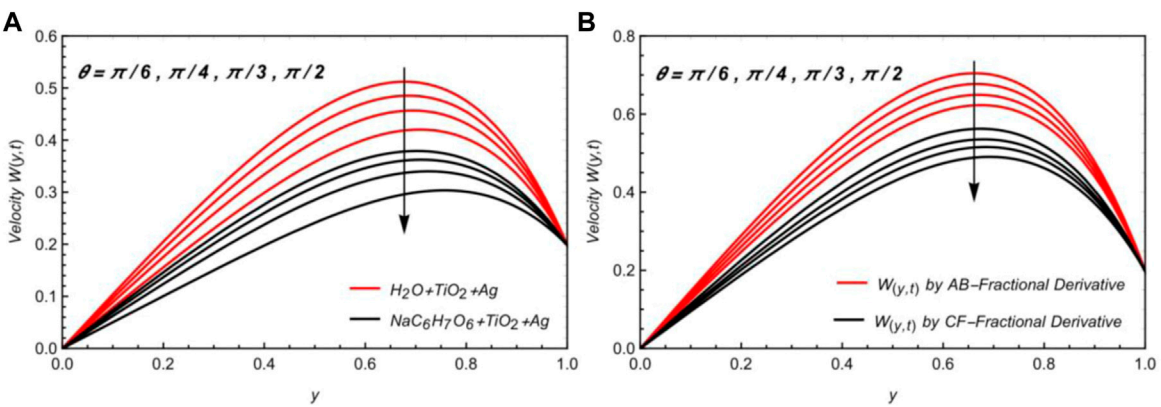 A
θ = π / 6 , π / 4 , π / 3 , π / 2
Velocity W(y,t)
0.6
0.5
0.4
0.3
0.2
0.1
0.0
H₂O+TiO₂+Ag
NaC₆H₇O₆+TiO₂+Ag
0.0 0.2 0.4 0.6 0.8 1.0
y
B
θ = π / 6 , π / 4 , π / 3 , π / 2
Velocity W(y,t)
0.8
0.6
0.4
0.2
0.0
W(y,t) by AB–Fractional Derivative
W(y,t) by CF–Fractional Derivative
0.0 0.2 0.4 0.6 0.8 1.0
y